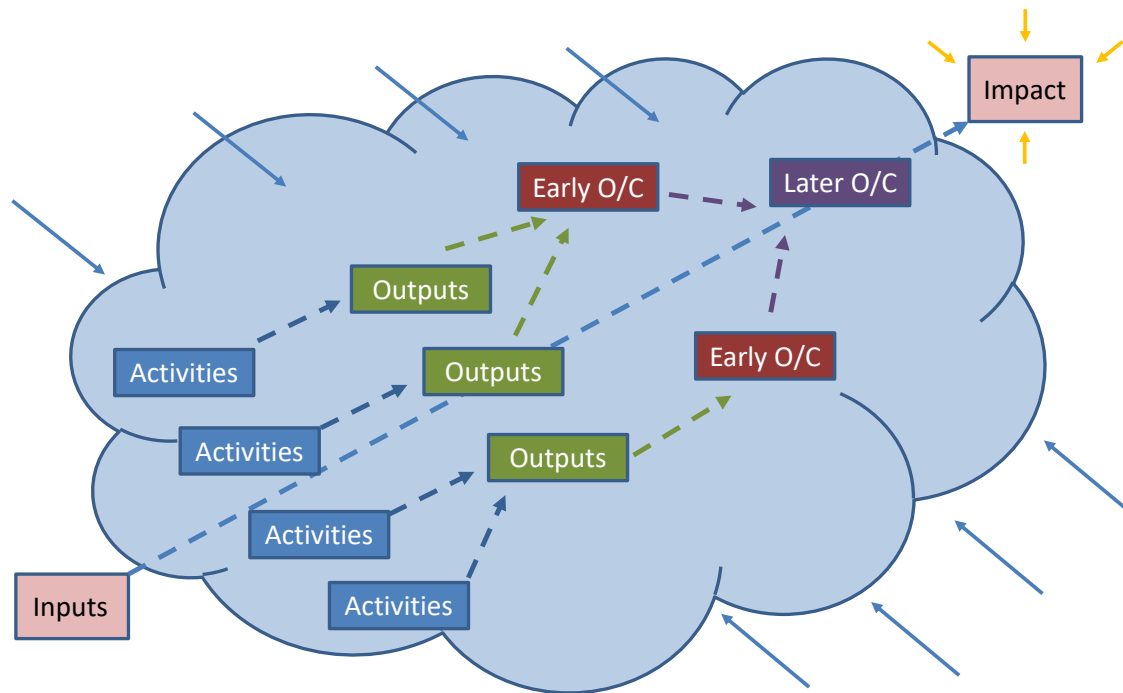 Impact
Early O/C
Later O/C
Outputs
Activities
Outputs
Early O/C
Activities
Outputs
Activities
Inputs
Activities